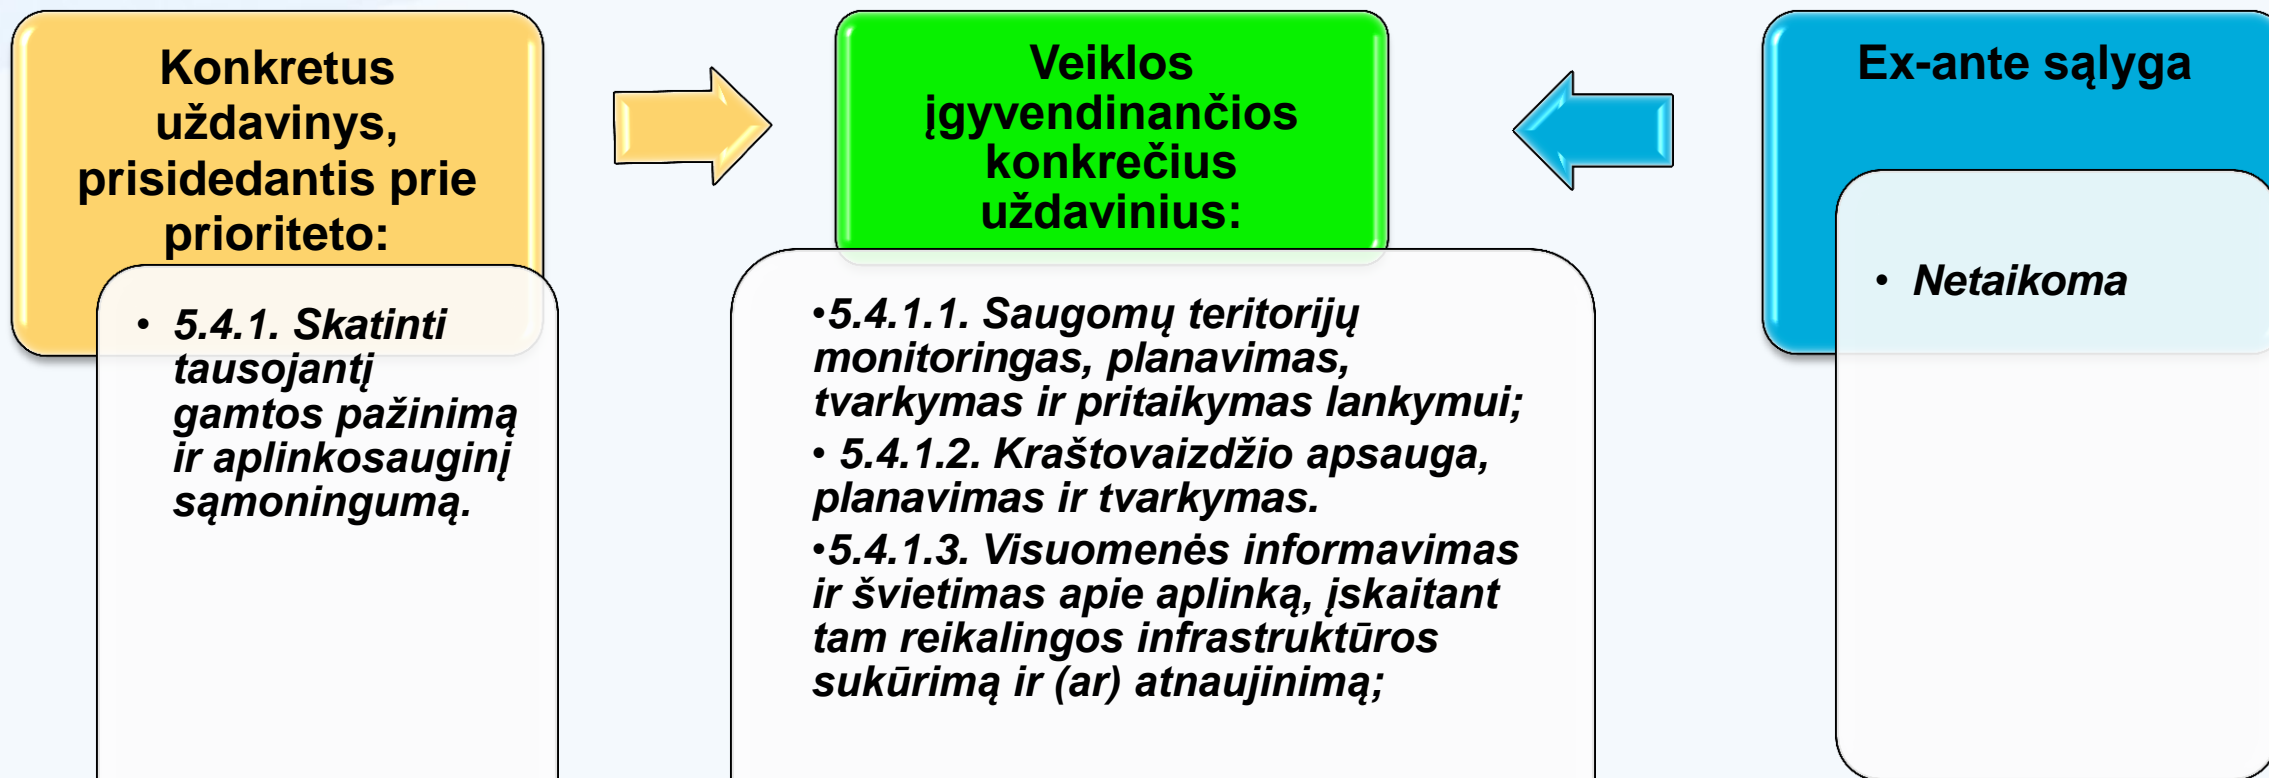 Konkretus
uždavinys,
prisidedantis prie
prioriteto:
• 5.4.1. Skatinti
tausojantį
gamtos pažinimą
ir aplinkosauginį
sąmoningumą.
Veiklos
įgyvendinančios
konkrečius
uždavinius:
•5.4.1.1. Saugomų teritorijų
monitoringas, planavimas,
tvarkymas ir pritaikymas lankymui;
• 5.4.1.2. Kraštovaizdžio apsauga,
planavimas ir tvarkymas.
•5.4.1.3. Visuomenės informavimas
ir švietimas apie aplinką, įskaitant
tam reikalingos infrastruktūros
sukūrimą ir (ar) atnaujinimą;
Ex-ante sąlyga
• Netaikoma